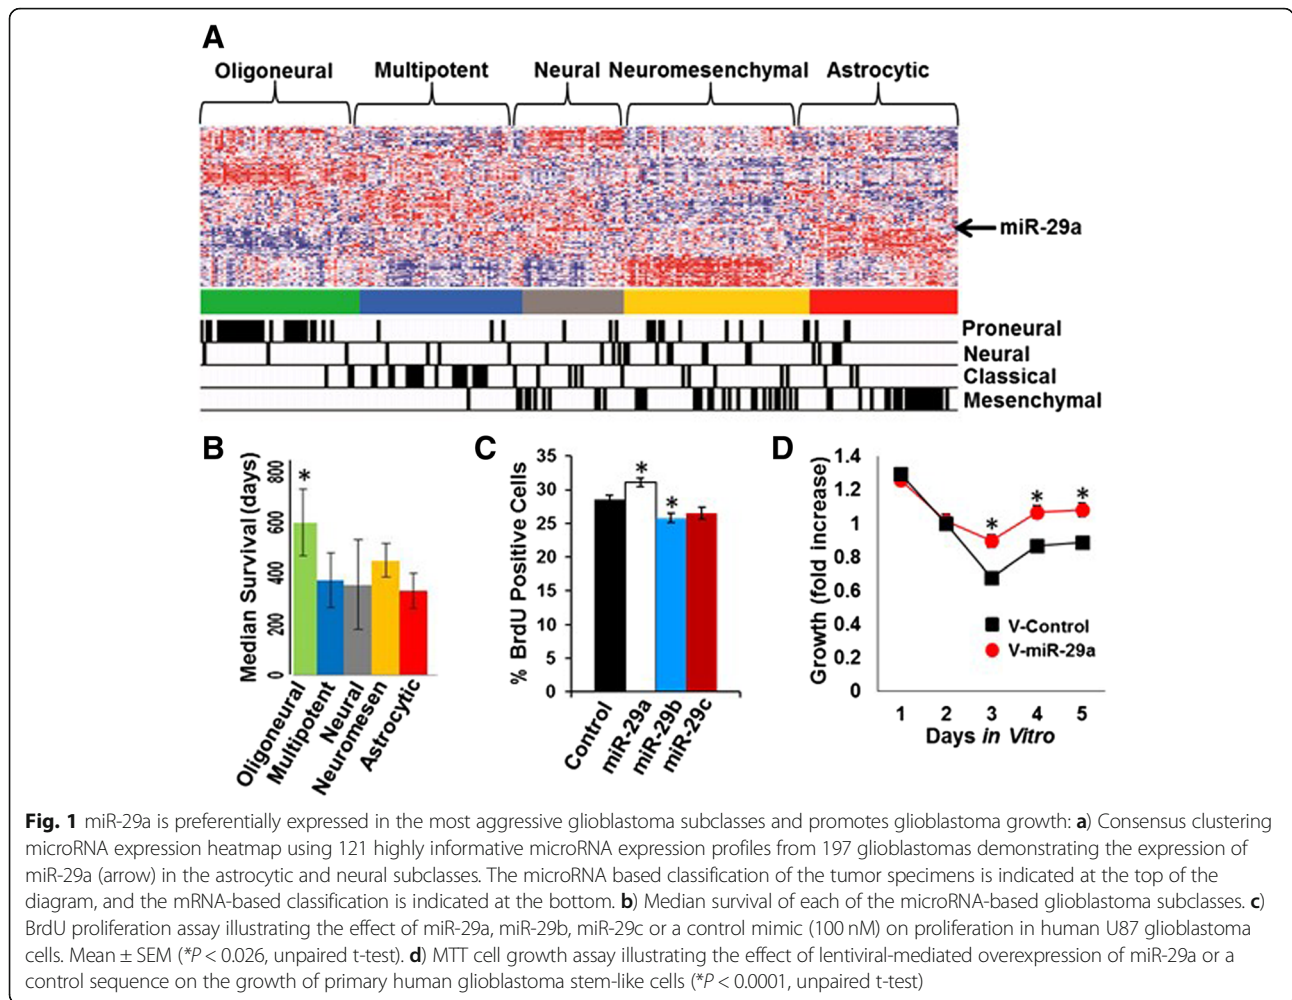 A
Oligoneural Multipotent Neural Neuromesenchymal Astrocytic
miR-29a
Proneural
Neural
Classical
Mesenchymal
B
Median Survival (days)
0 200 400 600 800
*
Oligoneural
Multipotent
Neural
Neuromesen
Astrocytic
C
% BrdU Positive Cells
35
30
25
20
15
10
5
0
*
*
Control
miR-29a
miR-29b
miR-29c
D
Growth (fold increase)
1.4
1.2
1
0.8
0.6
0.4
0.2
0
* * *
V-Control
V-miR-29a
1 2 3 4 5
Days in Vitro
Fig. 1 miR-29a is preferentially expressed in the most aggressive glioblastoma subclasses and promotes glioblastoma growth: a) Consensus clustering
microRNA expression heatmap using 121 highly informative microRNA expression profiles from 197 glioblastomas demonstrating the expression of
miR-29a (arrow) in the astrocytic and neural subclasses. The microRNA based classification of the tumor specimens is indicated at the top of the
diagram, and the mRNA-based classification is indicated at the bottom. b) Median survival of each of the microRNA-based glioblastoma subclasses. c)
BrdU proliferation assay illustrating the effect of miR-29a, miR-29b, miR-29c or a control mimic (100 nM) on proliferation in human U87 glioblastoma
cells. Mean ± SEM (*P < 0.026, unpaired t-test). d) MTT cell growth assay illustrating the effect of lentiviral-mediated overexpression of miR-29a or a
control sequence on the growth of primary human glioblastoma stem-like cells (*P < 0.0001, unpaired t-test)